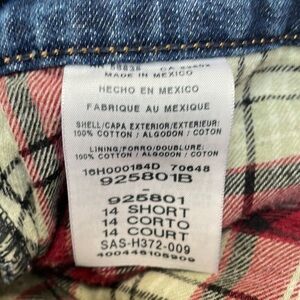 MADE IN MEXICO
HECHO EN MEXICO
FABRIQUE AU MEXIQUE
SHELL/CAPA EXTERIOR/EXTERIEUR:
100% COTTON / ALGODON / COTON
LINING/FORRO/DOUBLURE:
100% COTTON / ALGODON / COTON
16H000184D 70648
925801B
-
925801
14 SHORT
14 CORTO
14 COURT
SAS-H372-009
400445105909